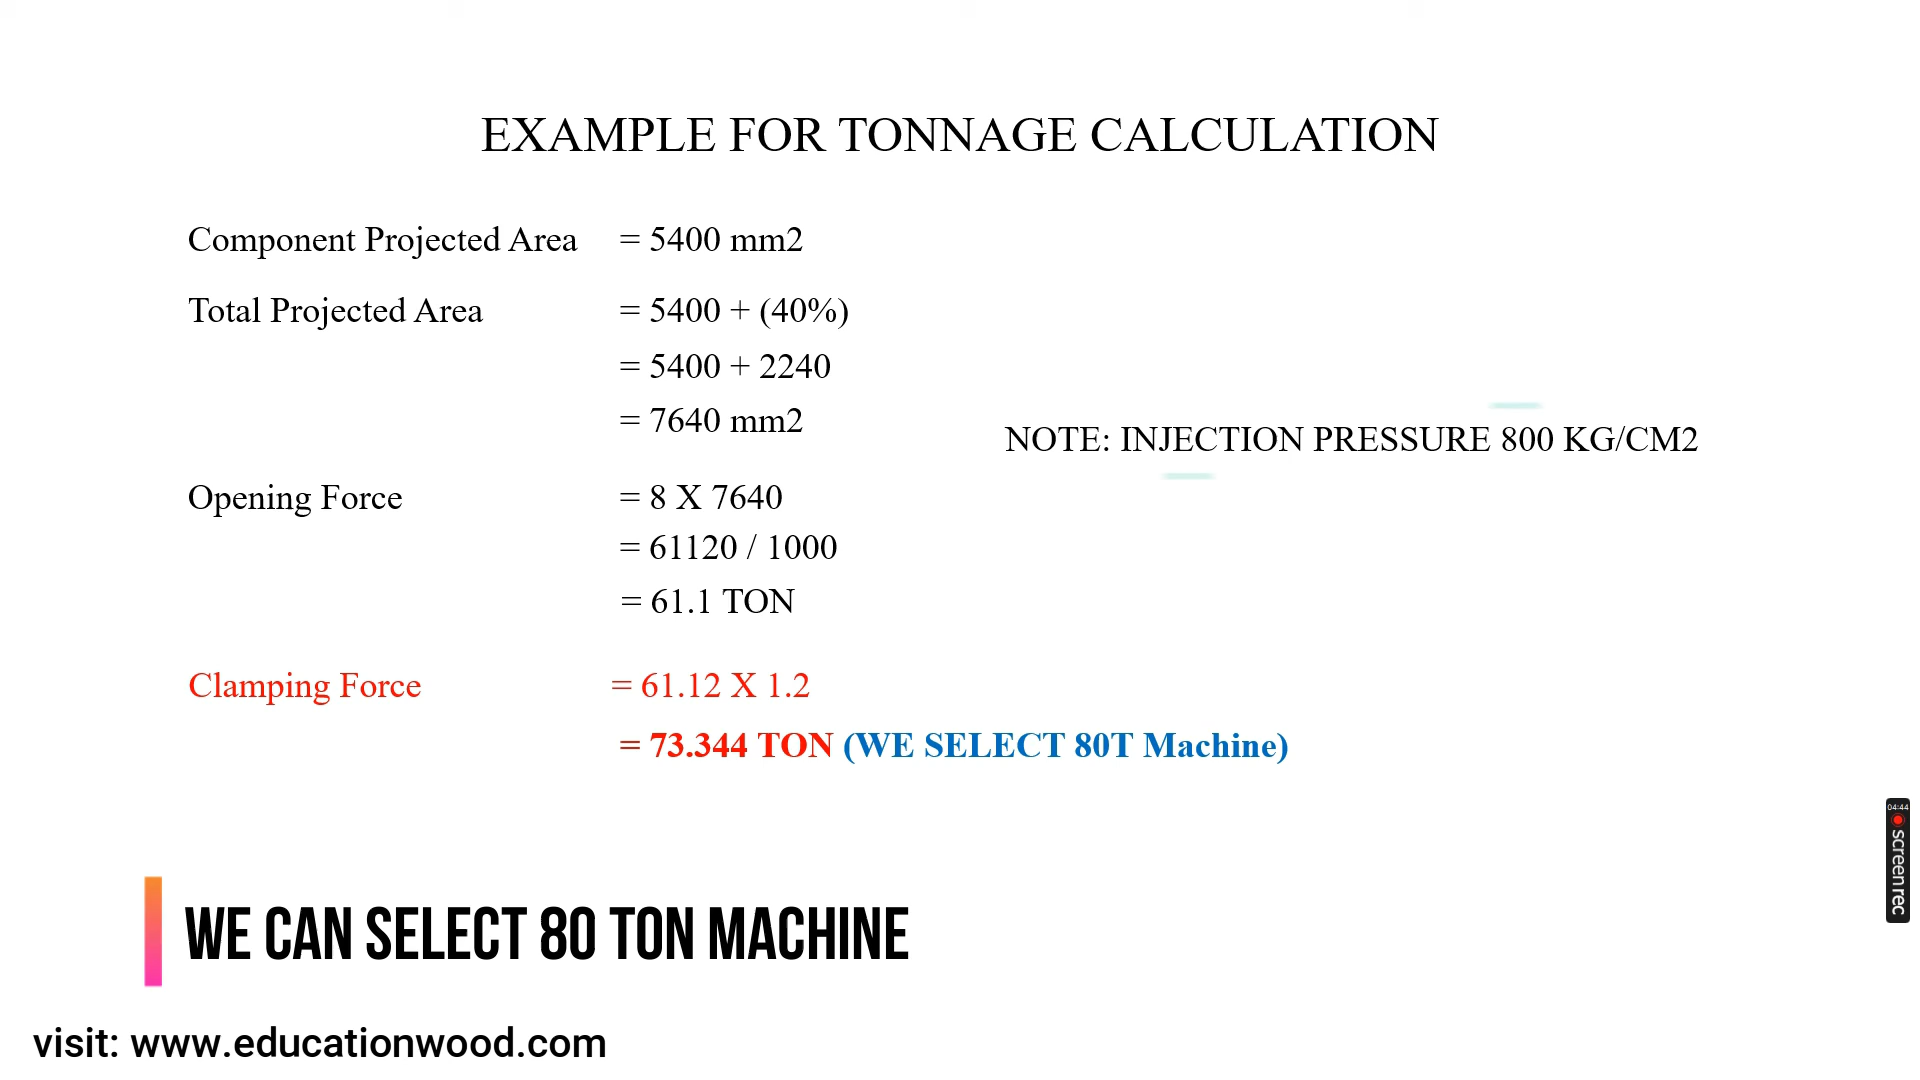 EXAMPLE FOR TONNAGE CALCULATION
Component Projected Area = 5400 mm2
Total Projected Area = 5400 + (40%)
= 5400 + 2240
= 7640 mm2
NOTE: INJECTION PRESSURE 800 KG/CM2
Opening Force = 8 X 7640
= 61120 / 1000
= 61.1 TON
Clamping Force = 61.12 X 1.2
= 73.344 TON (WE SELECT 80T Machine)
04:44
screenrec
WE CAN SELECT 80 TON MACHINE
visit: www.educationwood.com